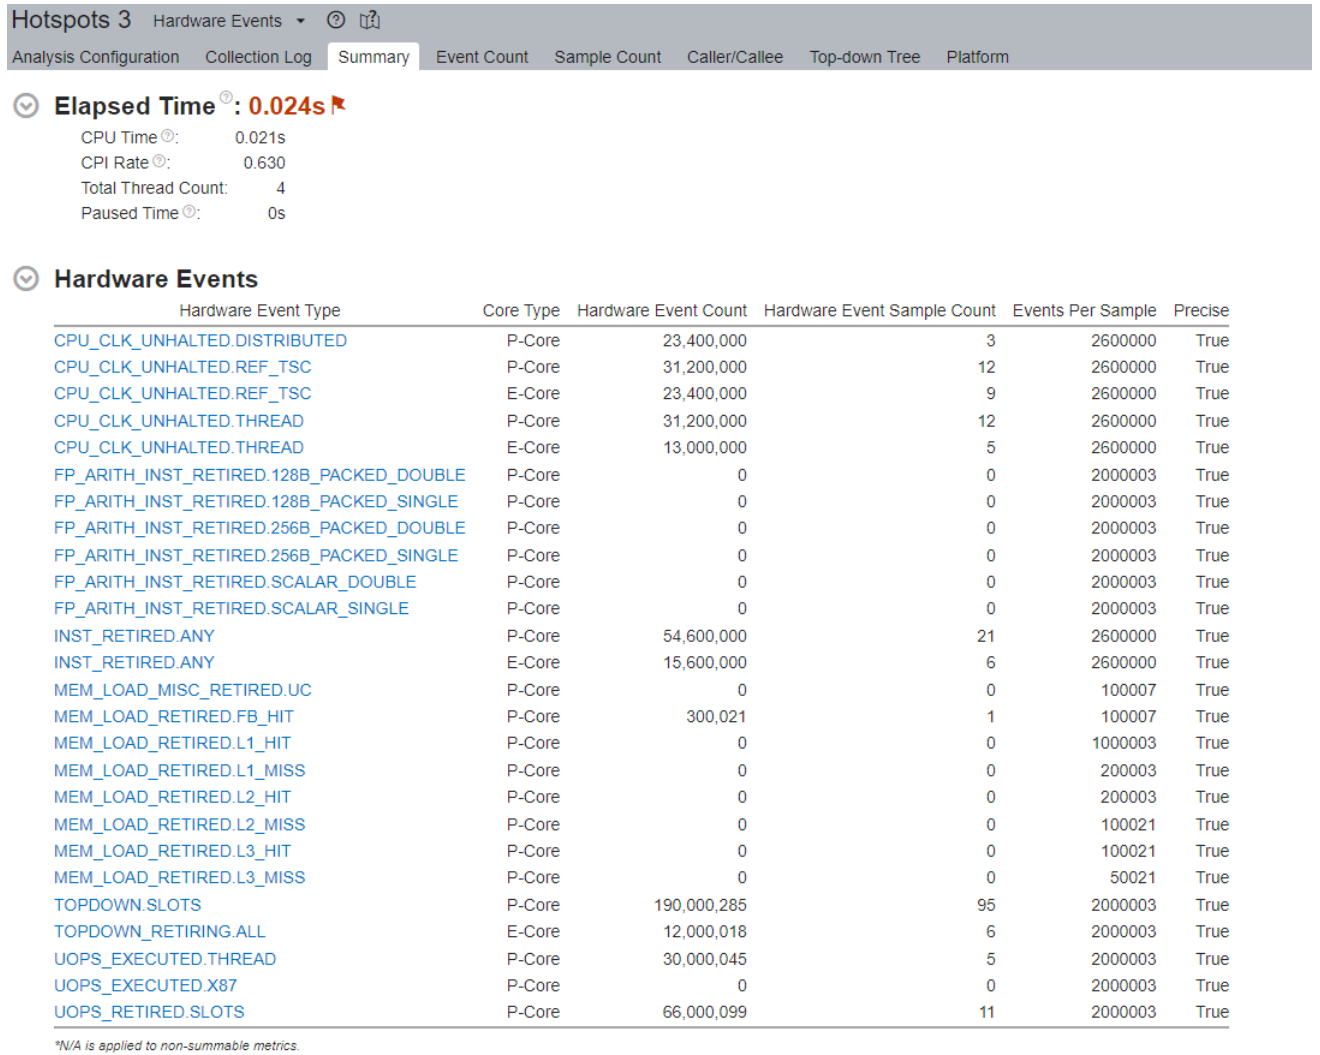 Hotspots 3 Hardware Events
Analysis Configuration Collection Log Summary Event Count Sample Count Caller/Callee Top-down Tree Platform
Elapsed Time : 0.024s
CPU Time : 0.021s
CPI Rate : 0.630
Total Thread Count: 4
Paused Time : 0s
Hardware Events
Hardware Event Type Core Type Hardware Event Count Hardware Event Sample Count Events Per Sample Precise
CPU_CLK_UNHALTED.DISTRIBUTED P-Core 23,400,000 3 2600000 True
CPU_CLK_UNHALTED.REF_TSC P-Core 31,200,000 12 2600000 True
CPU_CLK_UNHALTED.REF_TSC E-Core 23,400,000 9 2600000 True
CPU_CLK_UNHALTED.THREAD P-Core 31,200,000 12 2600000 True
CPU_CLK_UNHALTED.THREAD E-Core 13,000,000 5 2600000 True
FP_ARITH_INST_RETIRED.128B_PACKED_DOUBLE P-Core 0 0 2000003 True
FP_ARITH_INST_RETIRED.128B_PACKED_SINGLE P-Core 0 0 2000003 True
FP_ARITH_INST_RETIRED.256B_PACKED_DOUBLE P-Core 0 0 2000003 True
FP_ARITH_INST_RETIRED.256B_PACKED_SINGLE P-Core 0 0 2000003 True
FP_ARITH_INST_RETIRED.SCALAR_DOUBLE P-Core 0 0 2000003 True
FP_ARITH_INST_RETIRED.SCALAR_SINGLE P-Core 0 0 2000003 True
INST_RETIRED.ANY P-Core 54,600,000 21 2600000 True
INST_RETIRED.ANY E-Core 15,600,000 6 2600000 True
MEM_LOAD_MISC_RETIRED.UC P-Core 0 0 100007 True
MEM_LOAD_RETIRED.FB_HIT P-Core 300,021 1 100007 True
MEM_LOAD_RETIRED.L1_HIT P-Core 0 0 1000003 True
MEM_LOAD_RETIRED.L1_MISS P-Core 0 0 200003 True
MEM_LOAD_RETIRED.L2_HIT P-Core 0 0 200003 True
MEM_LOAD_RETIRED.L2_MISS P-Core 0 0 100021 True
MEM_LOAD_RETIRED.L3_HIT P-Core 0 0 100021 True
MEM_LOAD_RETIRED.L3_MISS P-Core 0 0 50021 True
TOPDOWN.SLOTS P-Core 190,000,285 95 2000003 True
TOPDOWN_RETIRING.ALL E-Core 12,000,018 6 2000003 True
UOPS_EXECUTED.THREAD P-Core 30,000,045 5 2000003 True
UOPS_EXECUTED.X87 P-Core 0 0 2000003 True
UOPS_RETIRED.SLOTS P-Core 66,000,099 11 2000003 True
*N/A is applied to non-summable metrics.